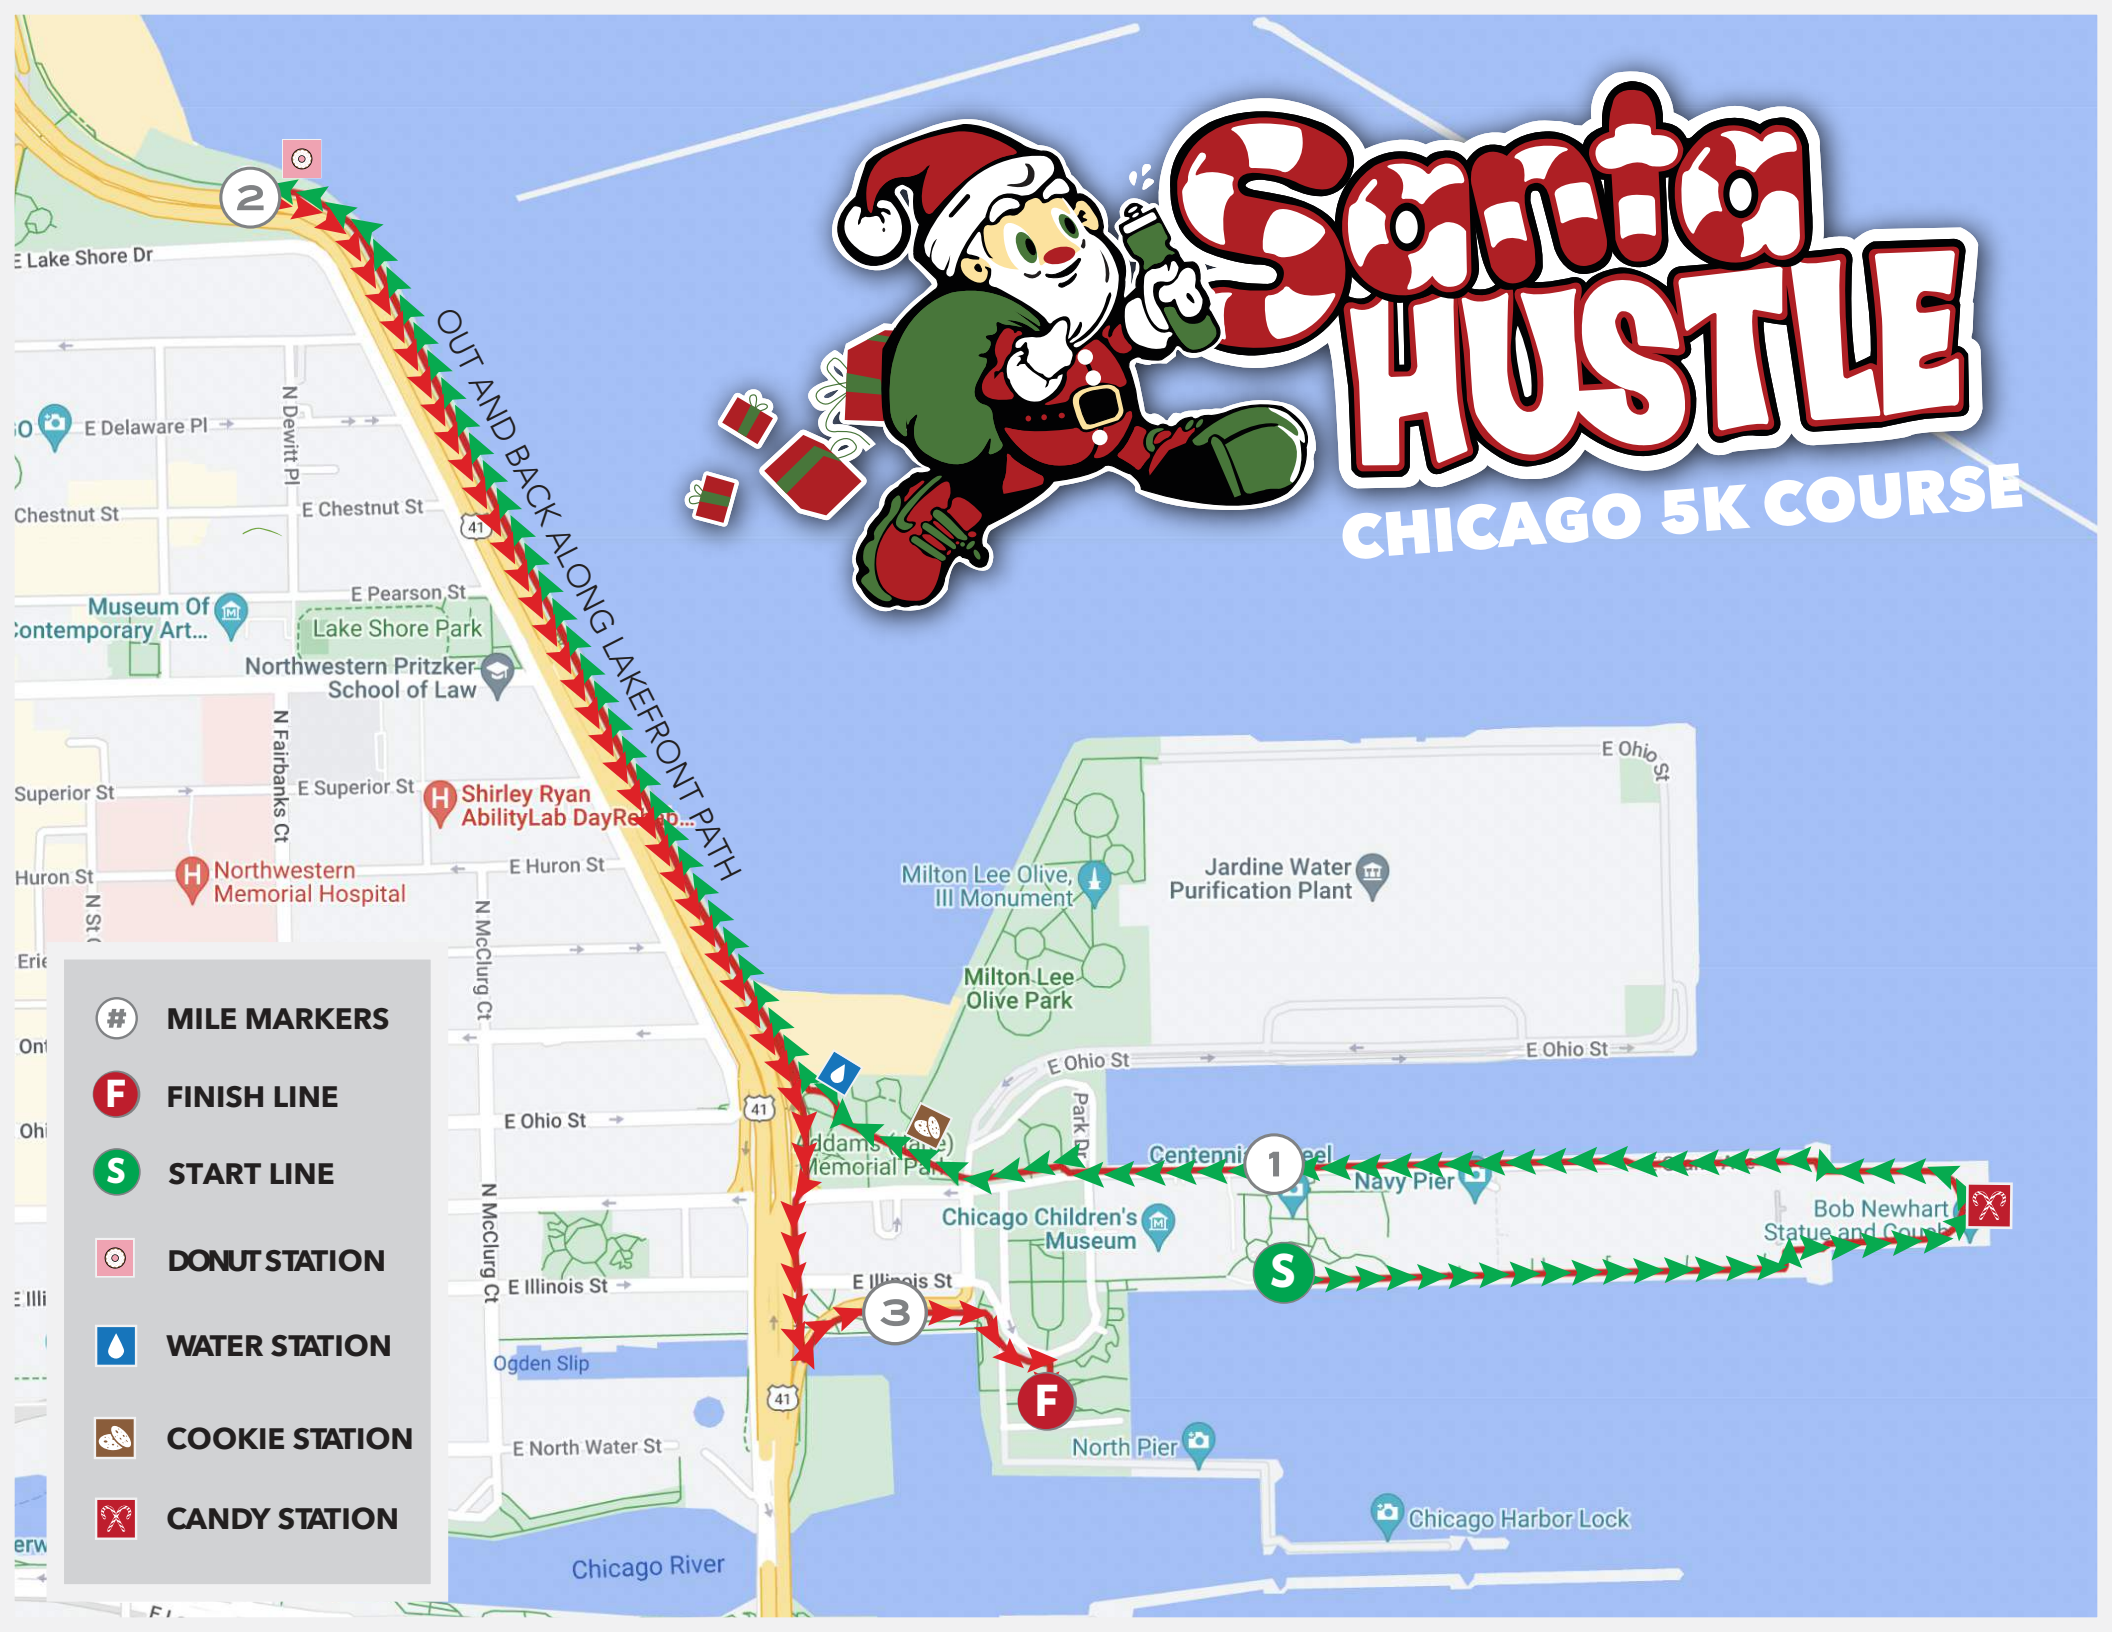 Santa
HUSTLE
CHICAGO 5K COURSE
2
E Lake Shore Dr
OUT AND BACK ALONG LAKEFRONT PATH
N Dewitt Pl
E Delaware Pl
Chestnut St
E Chestnut St
41
E Pearson St
Museum Of
Contemporary Art...
Lake Shore Park
Northwestern Pritzker
School of Law
N Fairbanks Ct
Superior St
E Superior St
Shirley Ryan
AbilityLab DayRehab...
Huron St
Northwestern
Memorial Hospital
E Huron St
N McClurg Ct
E Ohio St
Jardine Water
Purification Plant
Milton Lee Olive,
III Monument
Milton Lee
Olive Park
E Ohio St
E Ohio St
Park Dr
41
E Ohio St
Addams (Jane)
Memorial Park
1
Navy Pier
Bob Newhart
Statue and Couch
Chicago Children's
Museum
N McClurg Ct
S
E Illinois St
E Illinois St
3
Ogden Slip
41
F
E North Water St
North Pier
Chicago Harbor Lock
Chicago River
# MILE MARKERS
F FINISH LINE
S START LINE
DONUT STATION
WATER STATION
COOKIE STATION
CANDY STATION